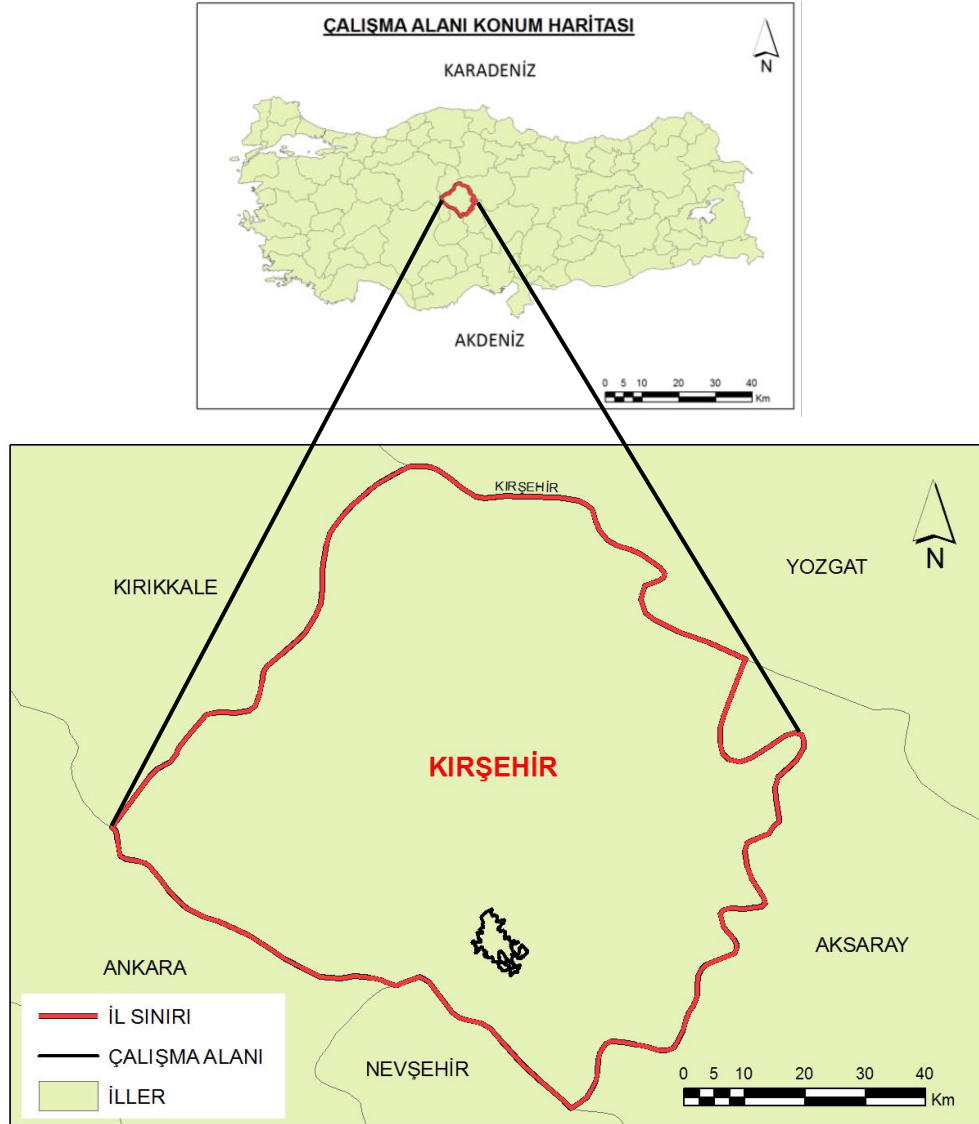 ÇALIŞMA ALANI KONUM HARİTASI
N
KARADENİZ
AKDENİZ
0 5 10 20 30 40
Km
KIRŞEHİR
N
YOZGAT
KIRIKKALE
KIRŞEHİR
AKSARAY
ANKARA
NEVŞEHİR
İL SINIRI
ÇALIŞMA ALANI
İLLER
0 5 10 20 30 40
Km